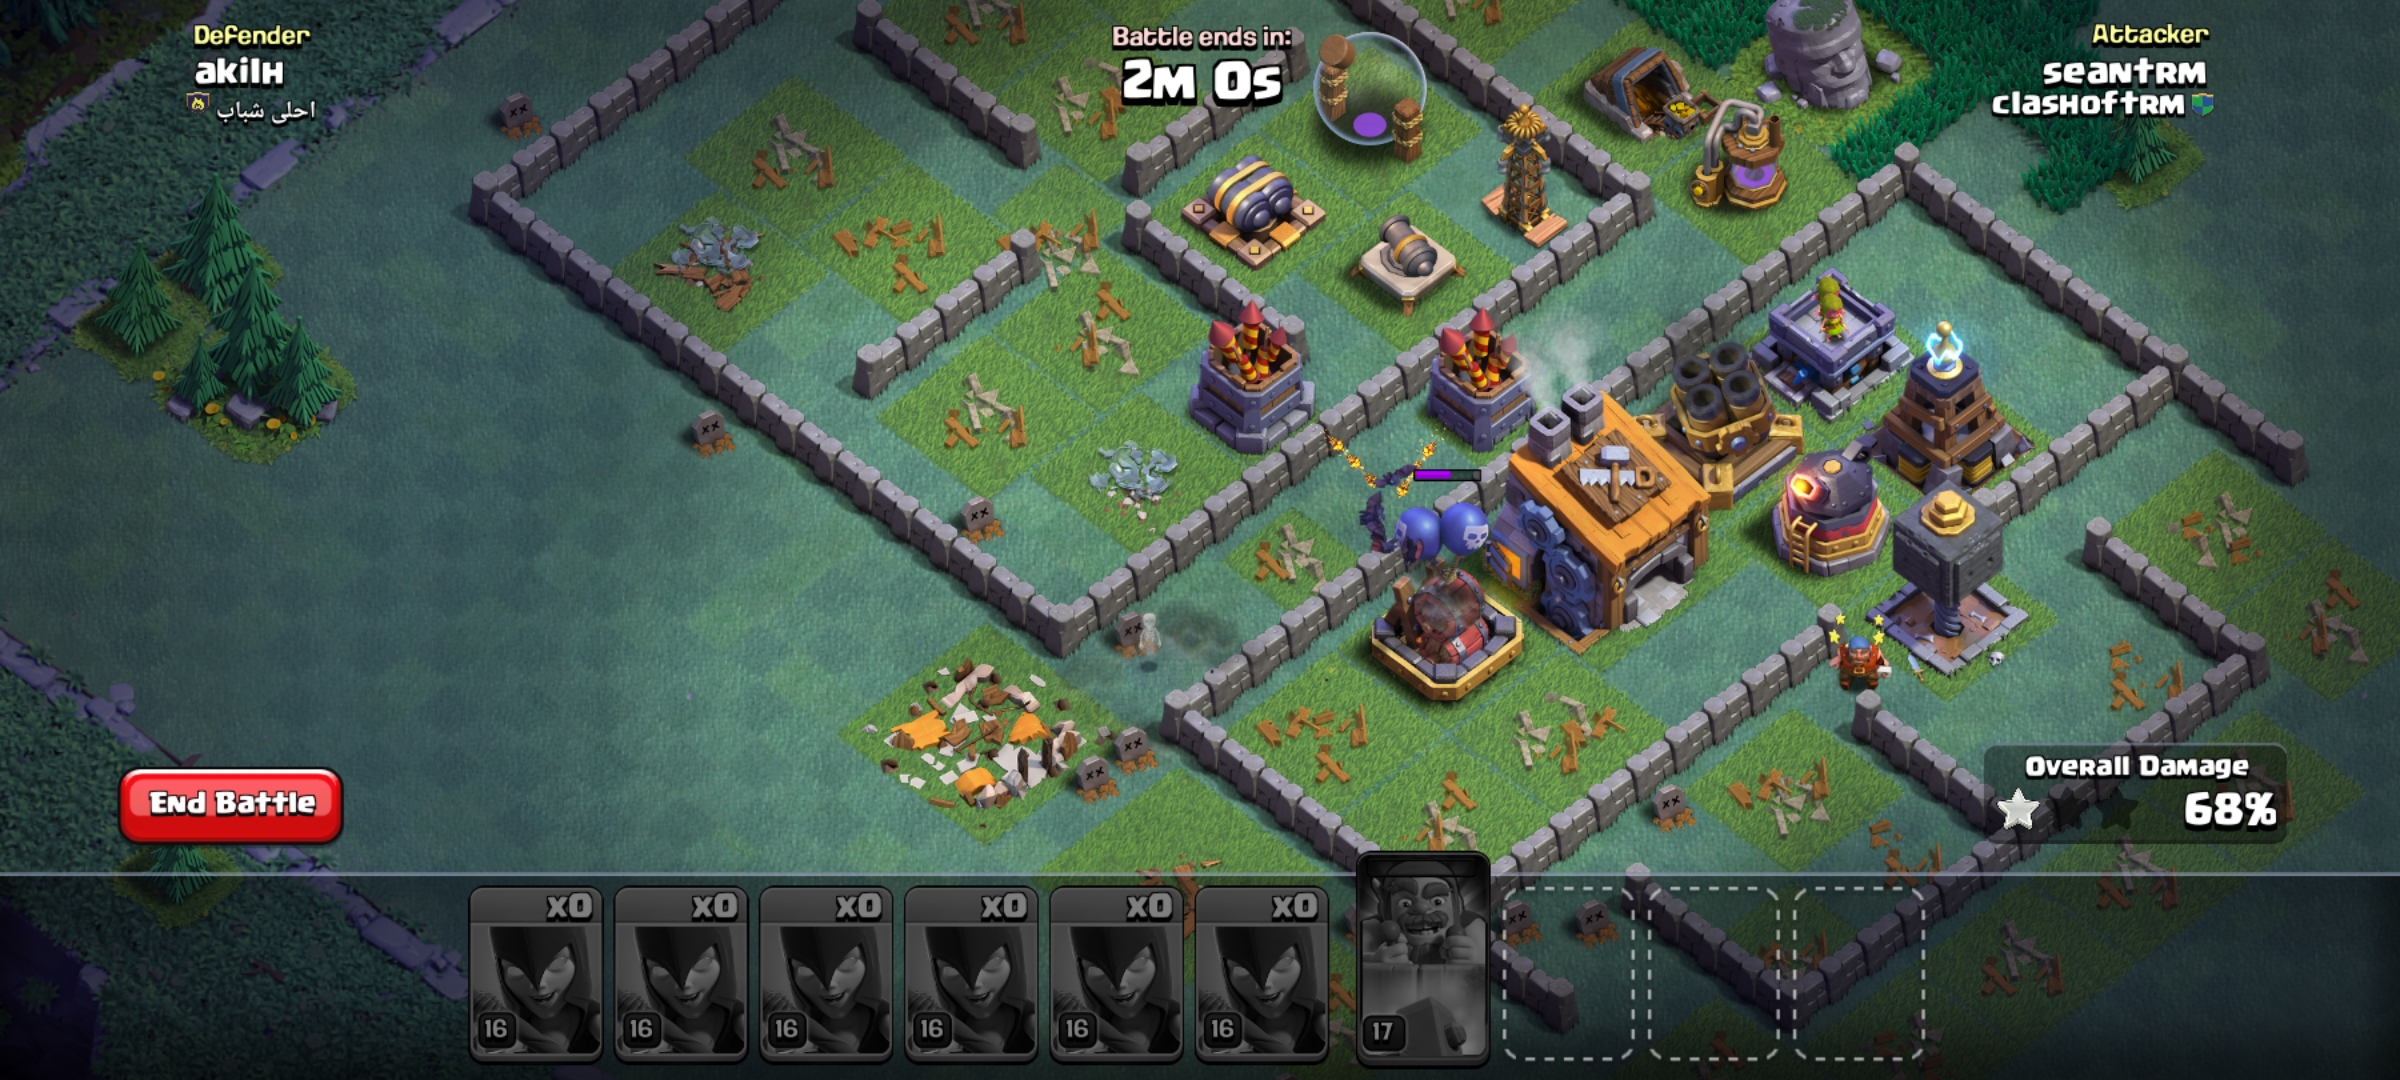 Defender
akilH
احلى شباب
Battle ends in:
2M 0s
Attacker
seantRM
clashoftRM
End Battle
Overall Damage
68%
x0
x0
x0
x0
x0
x0
16
16
16
16
16
16
17